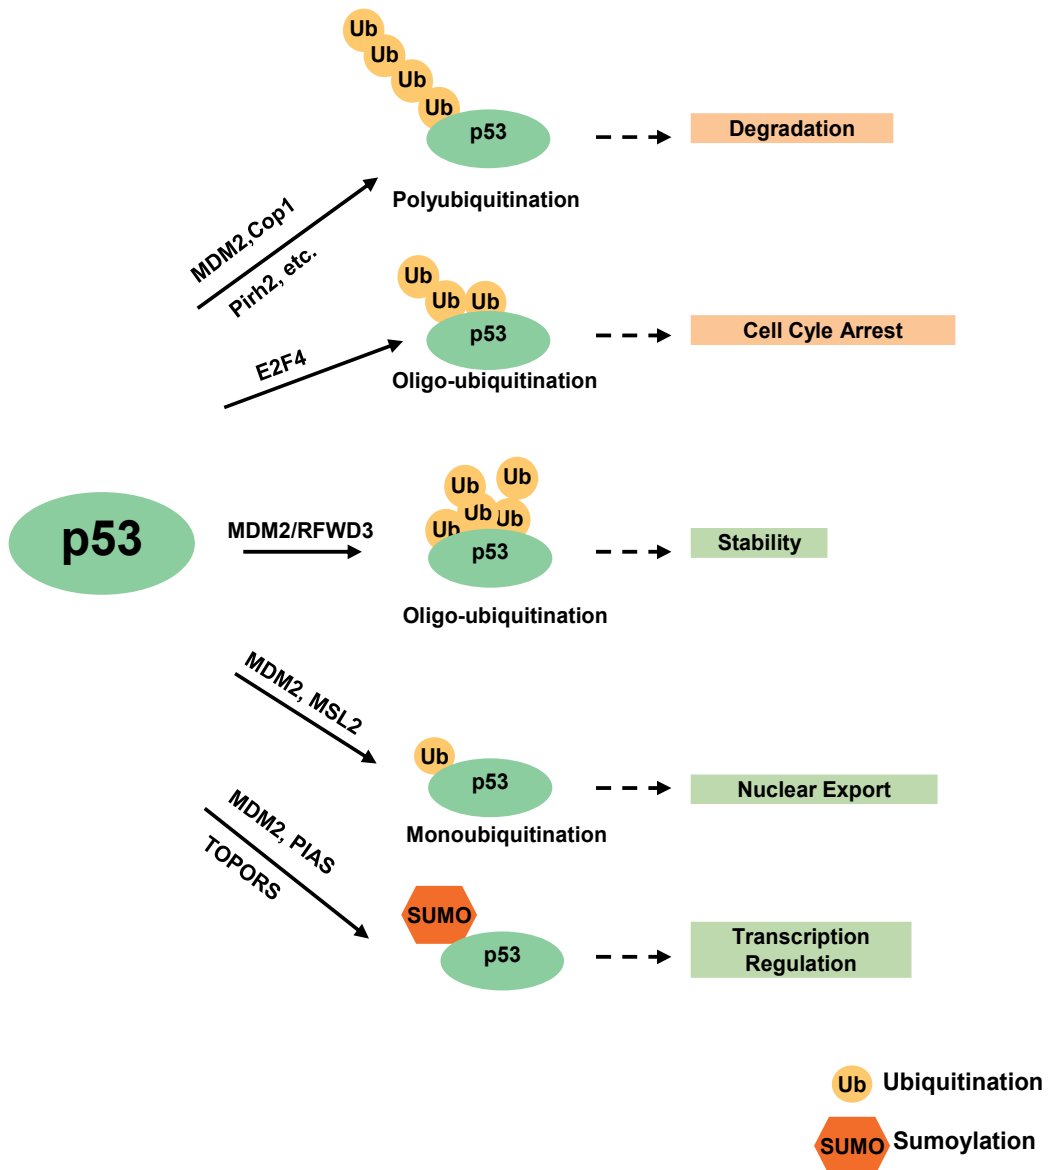 Ub
Ub
Ub
Ub
p53
Degradation
Polyubiquitination
MDM2,Cop1
Pirh2, etc.
Ub
Ub
Ub
p53
Cell Cyle Arrest
E2F4
Oligo-ubiquitination
Ub
Ub
Ub
Ub
Ub
p53
MDM2/RFWD3
p53
Stability
Oligo-ubiquitination
MDM2, MSL2
Ub
p53
Nuclear Export
Monoubiquitination
MDM2, PIAS
TOPORS
SUMO
p53
Transcription
Regulation
Ub Ubiquitination
SUMO Sumoylation